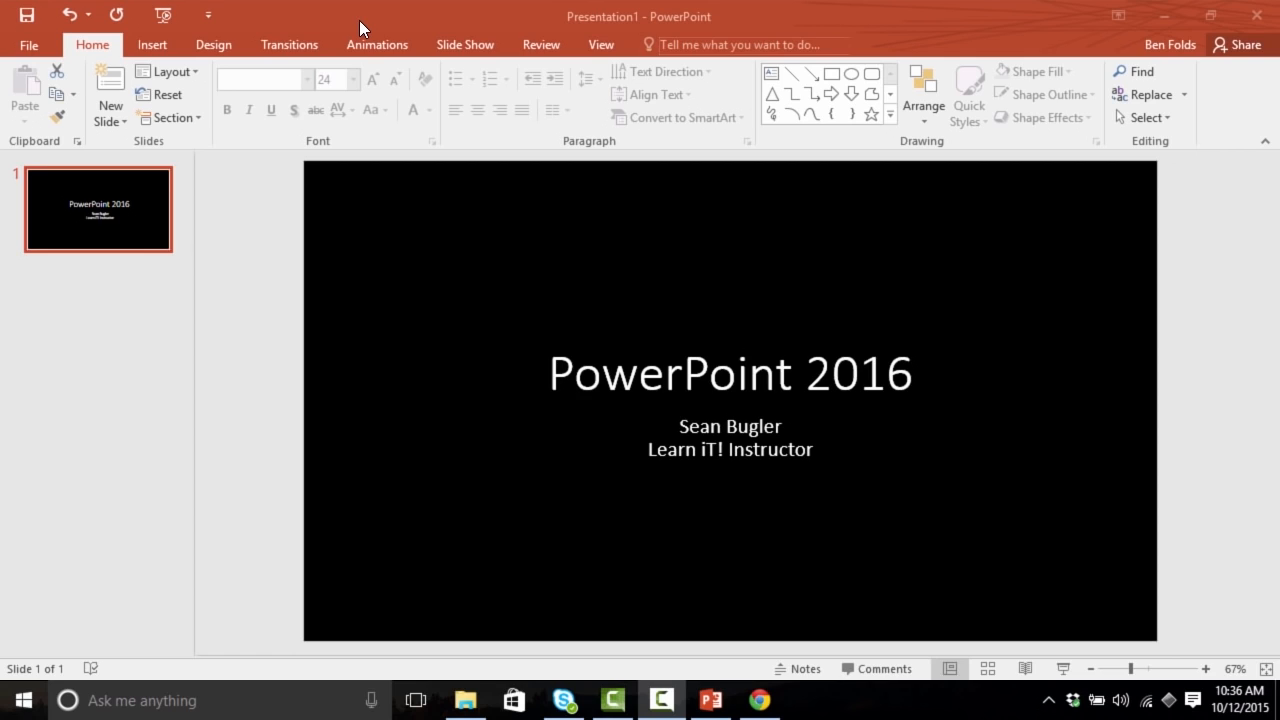 Presentation1 - PowerPoint
File Home Insert Design Transitions Animations Slide Show Review View Tell me what you want to do... Ben Folds Share
Paste
Clipboard
New Slide
Layout
Reset
Section
Slides
24
B I U S abc AV Aa A
Font
Text Direction
Align Text
Convert to SmartArt
Paragraph
Arrange
Quick Styles
Shape Fill
Shape Outline
Shape Effects
Drawing
Find
Replace
Select
Editing
1
PowerPoint 2016
Sean Bugler
Learn iT! Instructor
PowerPoint 2016
Sean Bugler
Learn iT! Instructor
Slide 1 of 1 Notes Comments 67%
Ask me anything
10:36 AM
10/12/2015